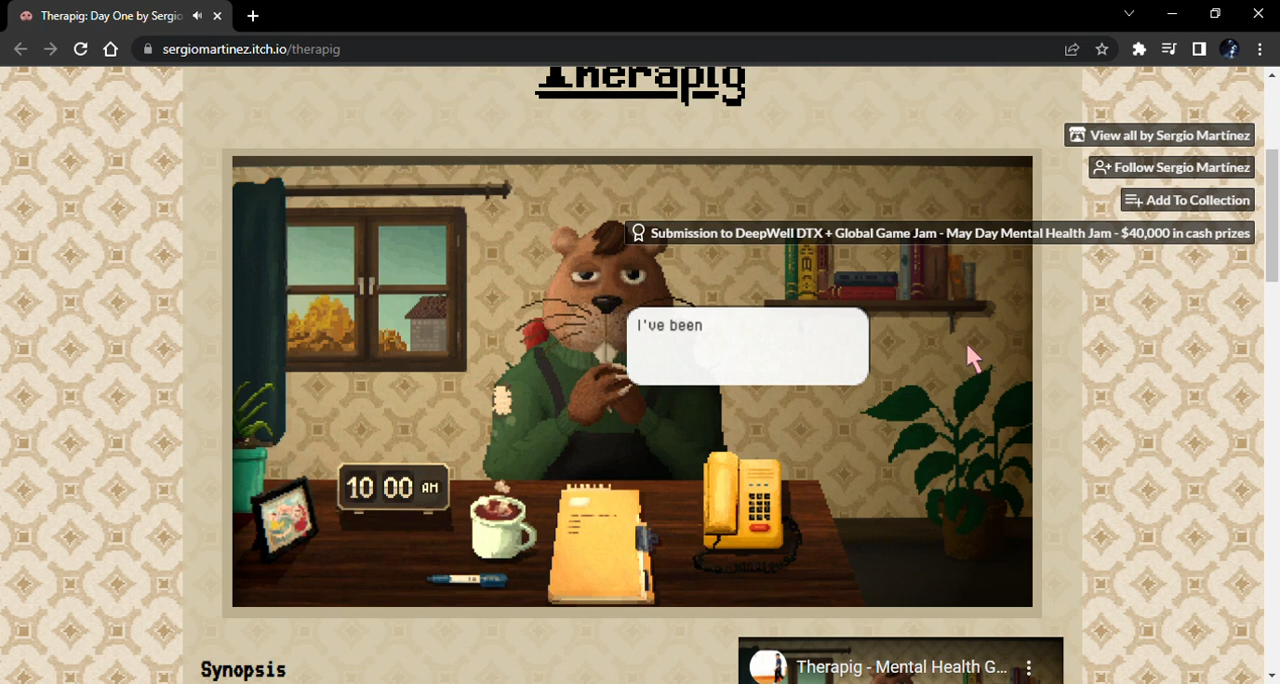 Therapig: Day One by Sergio
sergiomartinez.itch.io/therapig
Therapig
View all by Sergio Martínez
Follow Sergio Martínez
Add To Collection
Submission to DeepWell DTX + Global Game Jam - May Day Mental Health Jam - $40,000 in cash prizes
I've been
10 00 AM
Synopsis
Therapig - Mental Health G...